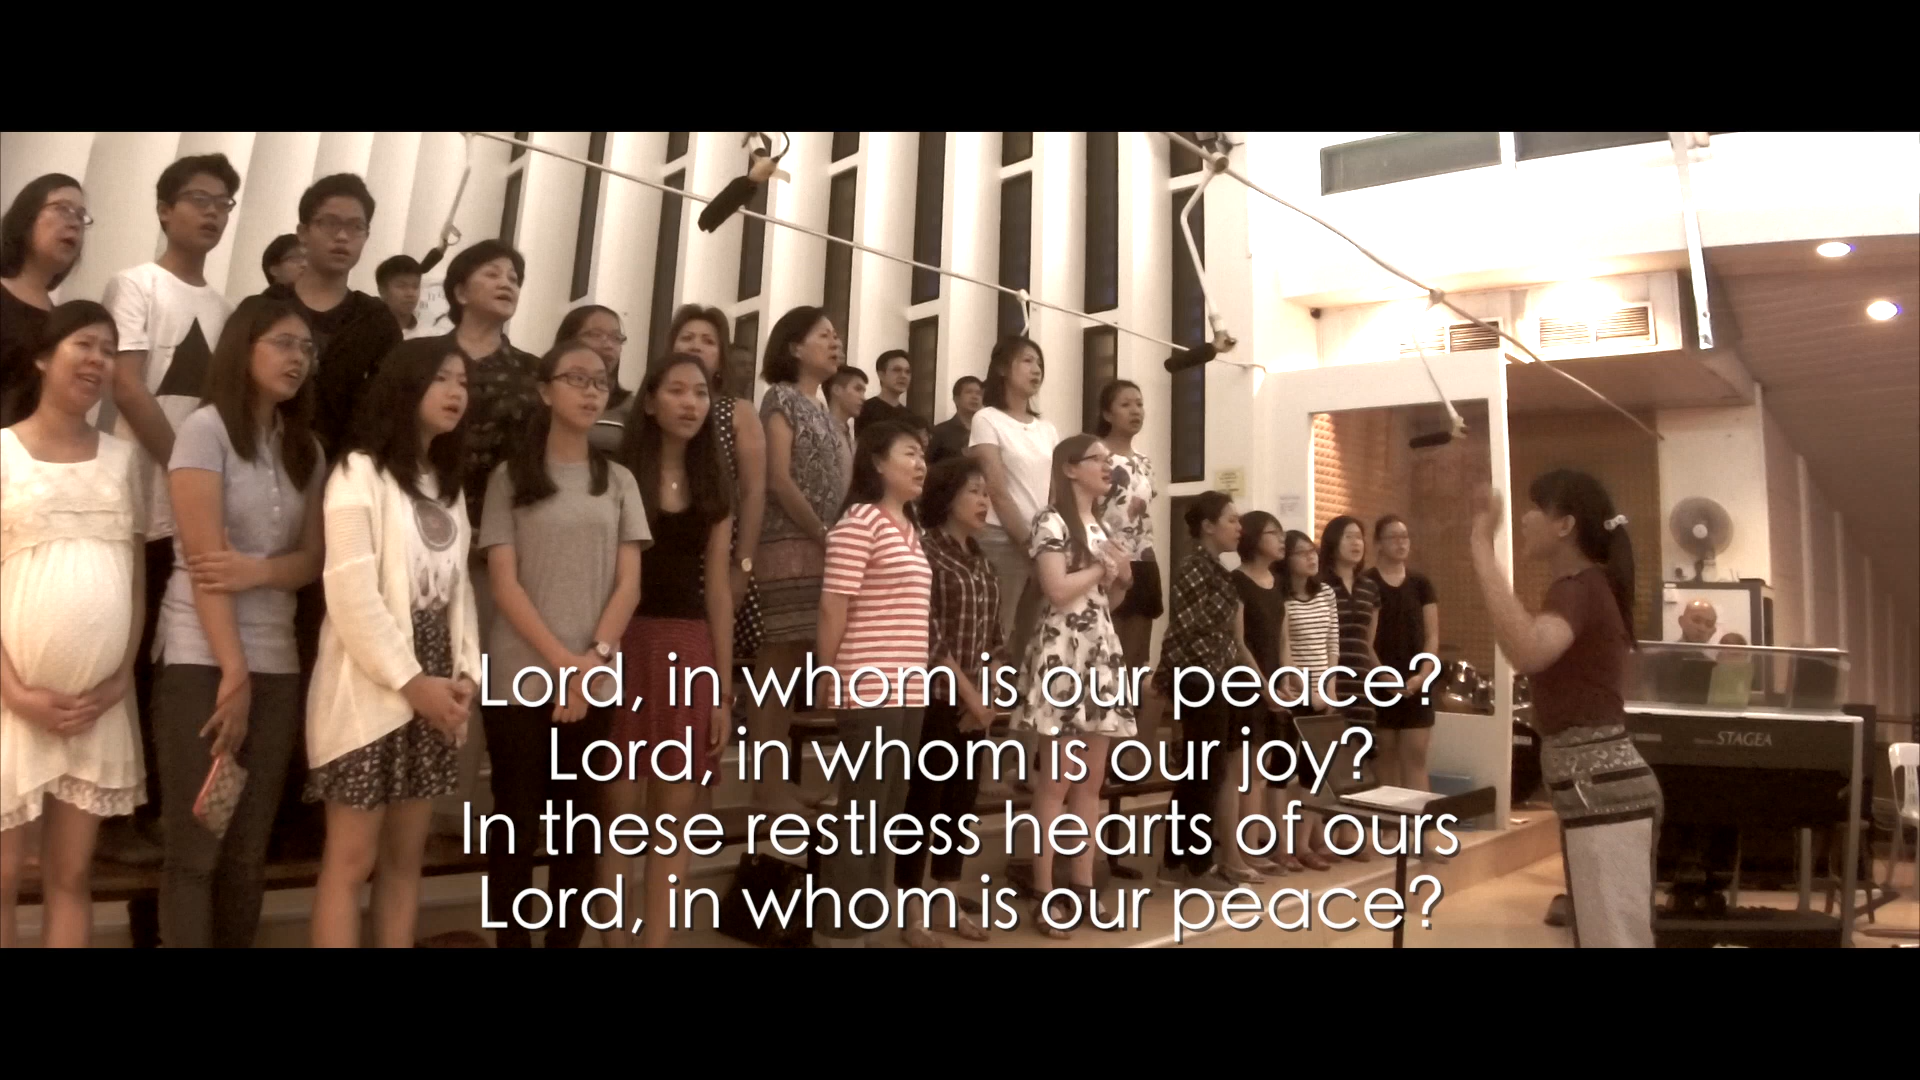 STAGEA
Lord, in whom is our peace?
Lord, in whom is our joy?
In these restless hearts of ours
Lord, in whom is our peace?